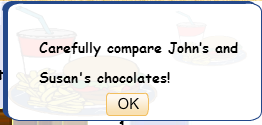 Carefully compare John's and
Susan's chocolates!
OK